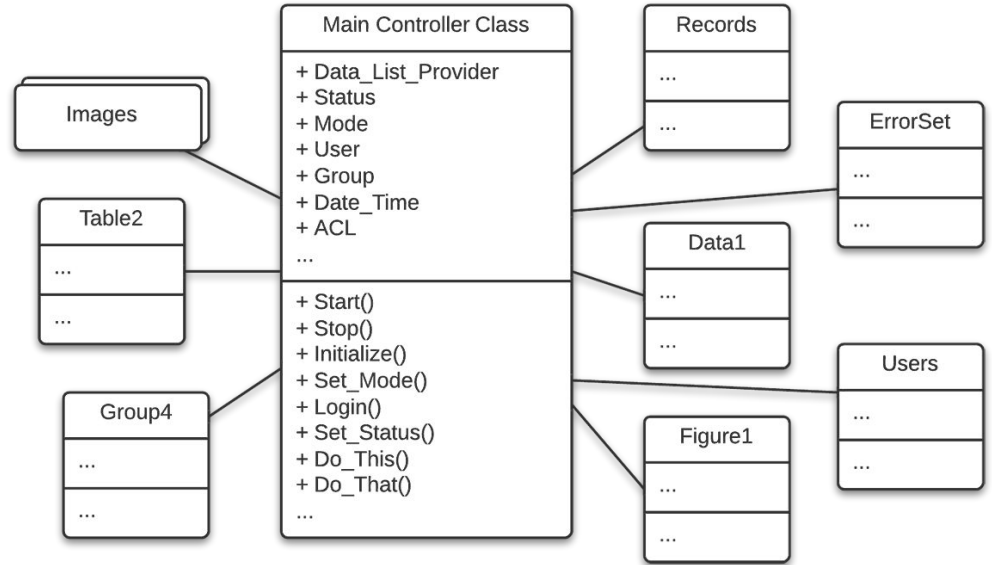 Main Controller Class
+ Data_List_Provider
+ Status
+ Mode
+ User
+ Group
+ Date_Time
+ ACL
...
+ Start()
+ Stop()
+ Initialize()
+ Set_Mode()
+ Login()
+ Set_Status()
+ Do_This()
+ Do_That()
...
Images
Table2
...
...
Group4
...
...
Records
...
...
ErrorSet
...
...
Data1
...
...
Users
...
...
Figure1
...
...